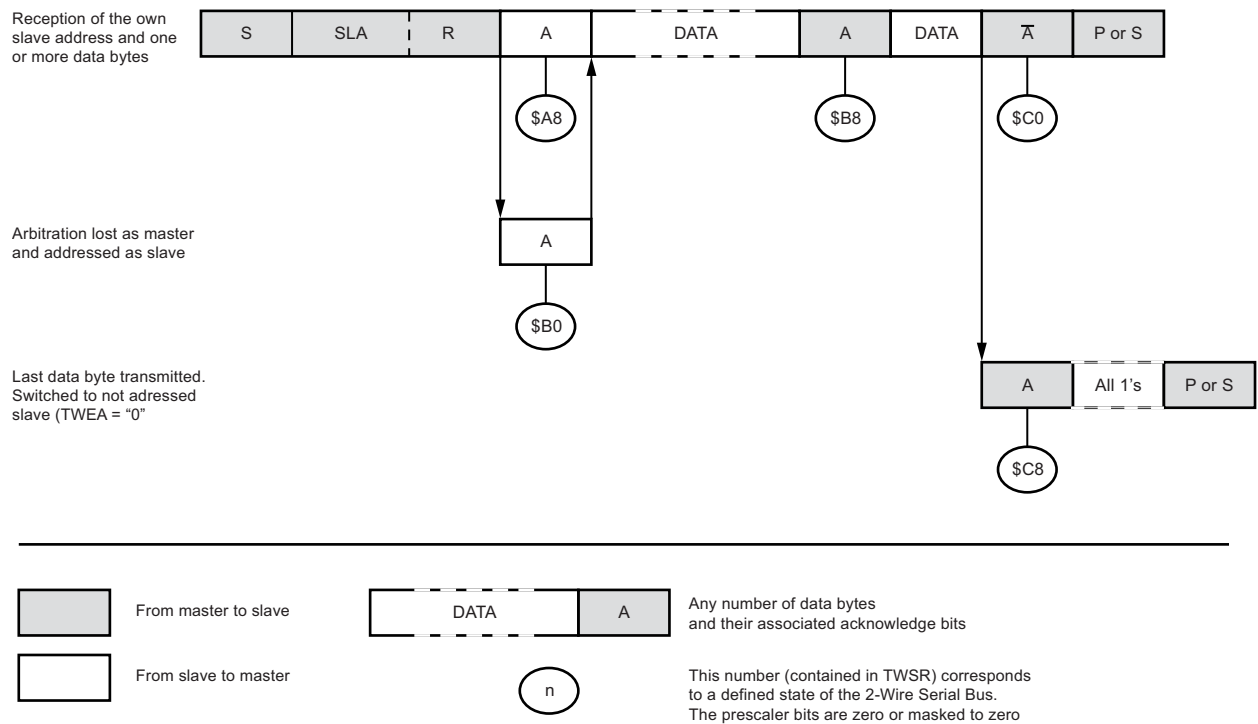 Reception of the own
slave address and one
or more data bytes
S SLA R A DATA A DATA A̅ P or S
$A8 $B8 $C0
Arbitration lost as master
and addressed as slave
A
$B0
Last data byte transmitted.
Switched to not adressed
slave (TWEA = “0”
A All 1's P or S
$C8
From master to slave
DATA A
Any number of data bytes
and their associated acknowledge bits
From slave to master
n
This number (contained in TWSR) corresponds
to a defined state of the 2-Wire Serial Bus.
The prescaler bits are zero or masked to zero